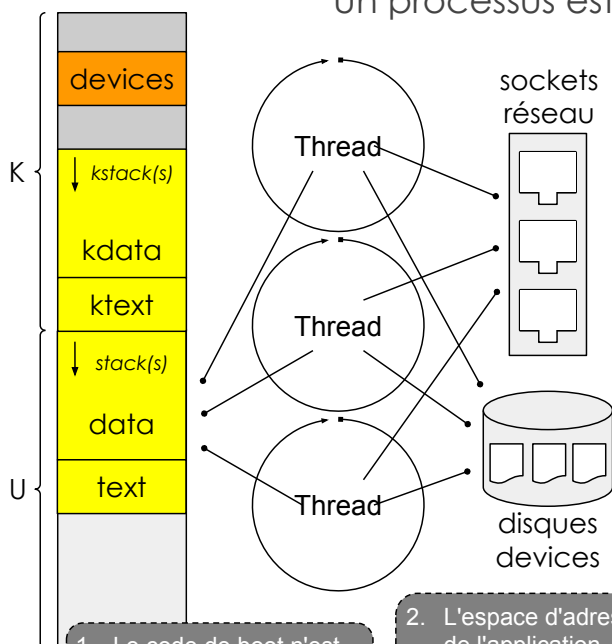 Un processus est
devices
K
kstack(s)
kdata
ktext
stack(s)
data
U
text
Thread
Thread
Thread
sockets
réseau
disques
devices
1. Le code de boot n'est
2. L'espace d'adre
de l'application